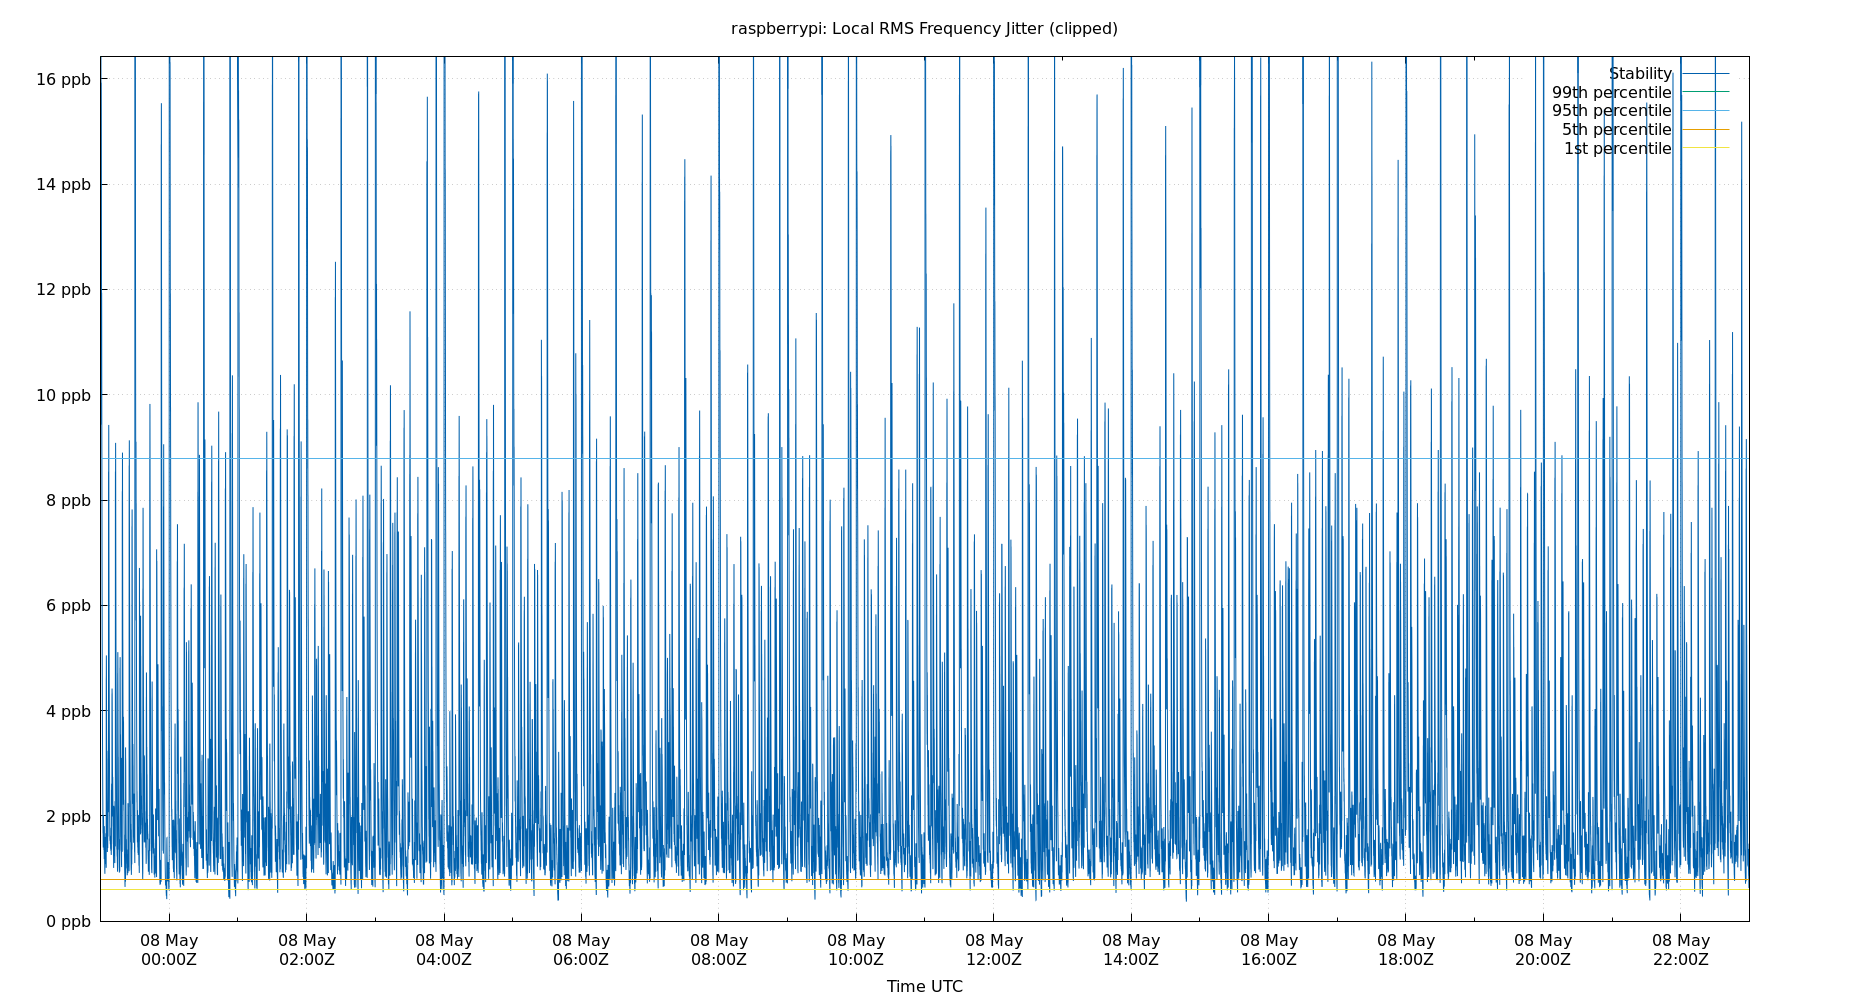 raspberrypi: Local RMS Frequency Jitter (clipped)
16 ppb
14 ppb
12 ppb
10 ppb
8 ppb
6 ppb
4 ppb
2 ppb
0 ppb
Stability
99th percentile
95th percentile
5th percentile
1st percentile
08 May 08 May 08 May 08 May 08 May 08 May 08 May 08 May 08 May 08 May 08 May 08 May
00:00Z 02:00Z 04:00Z 06:00Z 08:00Z 10:00Z 12:00Z 14:00Z 16:00Z 18:00Z 20:00Z 22:00Z
Time UTC